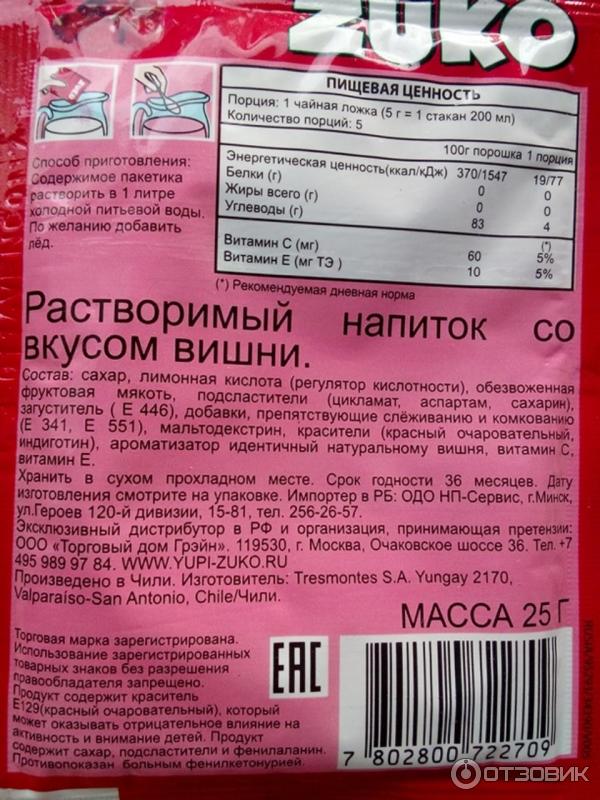 ZUKO
ПИЩЕВАЯ ЦЕННОСТЬ
Порция: 1 чайная ложка (5 г = 1 стакан 200 мл)
Количество порций: 5
100г порошка 1 порция
Энергетическая ценность(ккал/кДж) 370/1547 19/77
Белки (г) 0 0
Жиры всего (г) 0 0
Углеводы (г) 83 4
(*)
Витамин С (мг) 60 5%
Витамин Е (мг ТЭ ) 10 5%
(*) Рекомендуемая дневная норма
Способ приготовления:
Содержимое пакетика
растворить в 1 литре
холодной питьевой воды.
По желанию добавить
лёд.
Растворимый напиток со
вкусом вишни.
Состав: сахар, лимонная кислота (регулятор кислотности), обезвоженная
фруктовая мякоть, подсластители (цикламат, аспартам, сахарин),
загуститель ( Е 446), добавки, препятствующие слёживанию и комкованию
(Е 341, Е 551), мальтодекстрин, красители (красный очаровательный,
индиготин), ароматизатор идентичный натуральному вишня, витамин С,
витамин Е.
Хранить в сухом прохладном месте. Срок годности 36 месяцев. Дату
изготовления смотрите на упаковке. Импортер в РБ: ОДО НП-Сервис, г.Минск,
ул.Героев 120-й дивизии, 15-81, тел. 256-26-57.
Эксклюзивный дистрибутор в РФ и организация, принимающая претензии:
ООО «Торговый дом Грэйн». 119530, г. Москва, Очаковское шоссе 36. Тел.+7
495 989 97 84. WWW.YUPI-ZUKO.RU
Произведено в Чили. Изготовитель: Tresmontes S.A. Yungay 2170,
Valparaíso-San Antonio, Chile/Чили.
МАССА 25 Г
Торговая марка зарегистрирована.
Использование зарегистрированных
товарных знаков без разрешения
правообладателя запрещено.
Продукт содержит краситель
Е129(красный очаровательный), который
может оказывать отрицательное влияние на
активность и внимание детей. Продукт
содержит сахар, подсластители и фенилаланин.
Противопоказан больным фенилкетонурией.
EAC
7 802800 722709
ОТЗОВИК